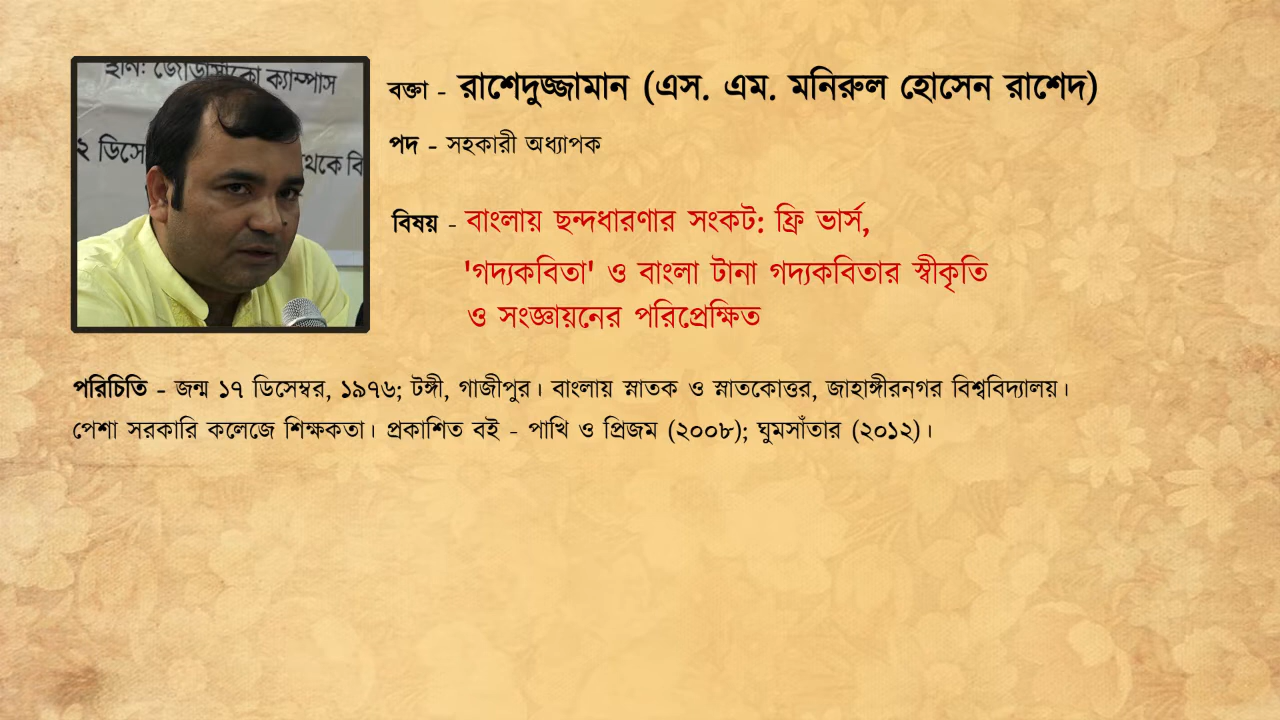 স্থান: জোড়াসাঁকো ক্যাম্পাস
২ ডিসে
থেকে বি
বক্তা - রাশেদুজ্জামান (এস. এম. মনিরুল হোসেন রাশেদ)
পদ - সহকারী অধ্যাপক
বিষয় - বাংলায় ছন্দধারণার সংকট: ফ্রি ভার্স,
'গদ্যকবিতা' ও বাংলা টানা গদ্যকবিতার স্বীকৃতি
ও সংজ্ঞায়নের পরিপ্রেক্ষিত
পরিচিতি - জন্ম ১৭ ডিসেম্বর, ১৯৭৬; টঙ্গী, গাজীপুর। বাংলায় স্নাতক ও স্নাতকোত্তর, জাহাঙ্গীরনগর বিশ্ববিদ্যালয়।
পেশা সরকারি কলেজে শিক্ষকতা। প্রকাশিত বই - পাখি ও প্রিজম (২০০৮); ঘুমসাঁতার (২০১২)।